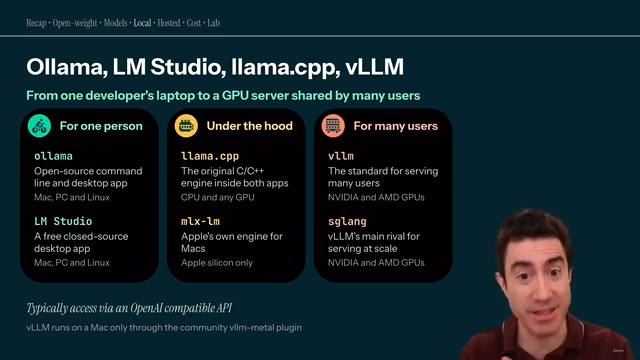 Recap • Open-weight • Models • Local • Hosted • Cost • Lab
Ollama, LM Studio, llama.cpp, vLLM
From one developer's laptop to a GPU server shared by many users
For one person
ollama
Open-source command
line and desktop app
Mac, PC and Linux
LM Studio
A free closed-source
desktop app
Mac, PC and Linux
Under the hood
llama.cpp
The original C/C++
engine inside both apps
CPU and any GPU
mlx-lm
Apple's own engine for
Macs
Apple silicon only
For many users
vllm
The standard for serving
many users
NVIDIA and AMD GPUs
sglang
vLLM's main rival for
serving at scale
NVIDIA and AMD GPUs
Typically access via an OpenAI compatible API
vLLM runs on a Mac only through the community vllm-metal plugin